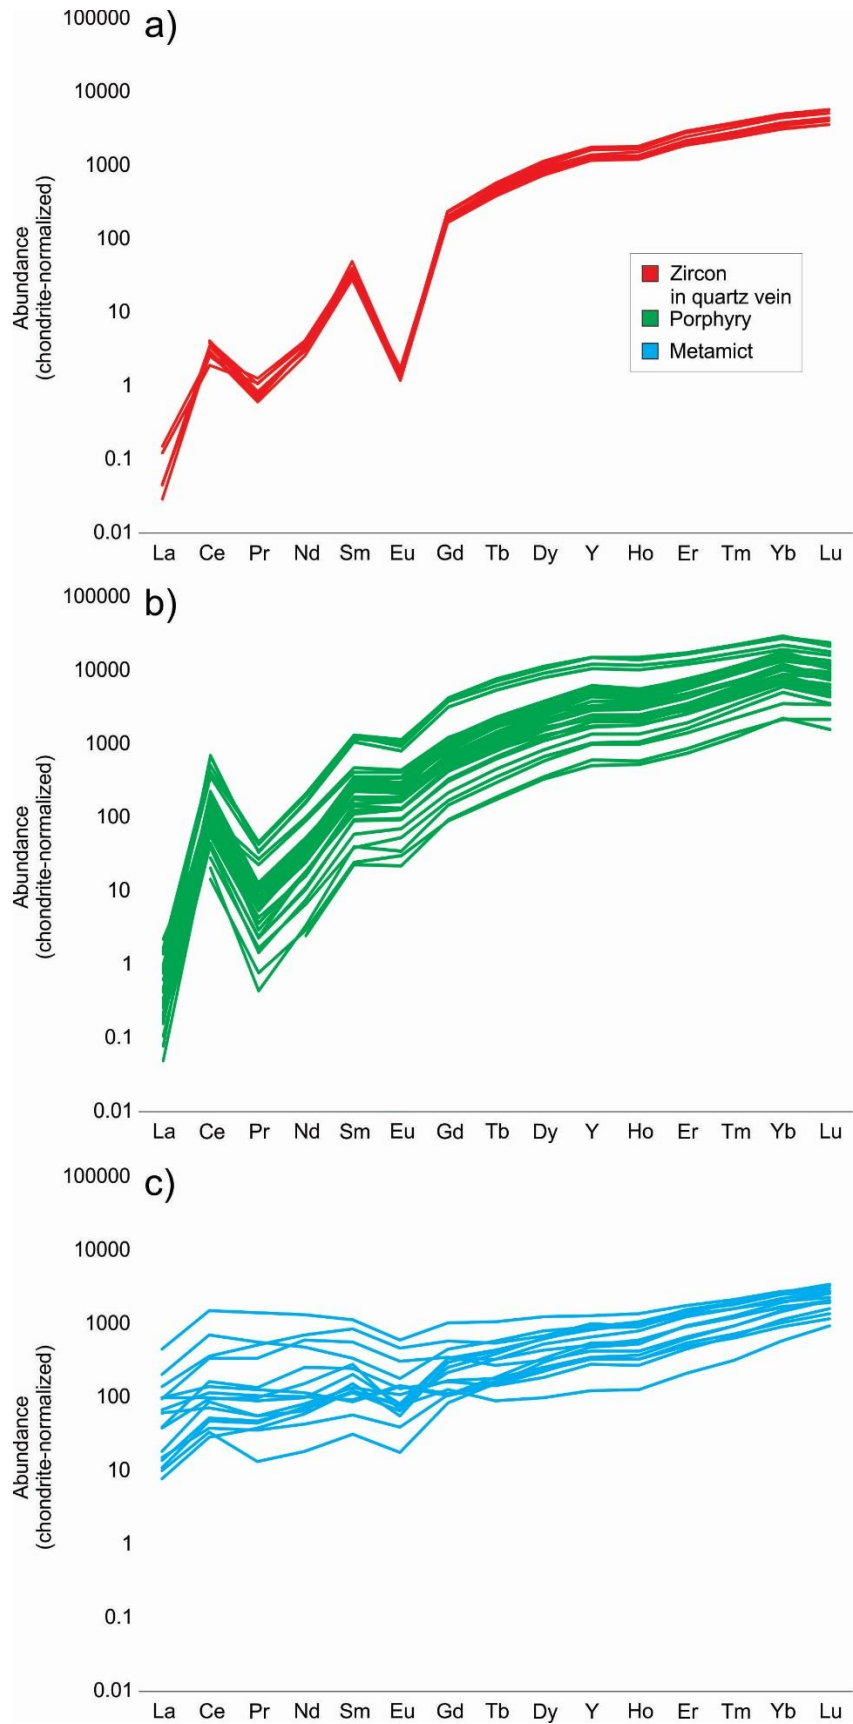 a)
100000
10000
1000
100
10
1
0.1
0.01
Abundance
(chondrite-normalized)
Zircon
in quartz vein
Porphyry
Metamict
La Ce Pr Nd Sm Eu Gd Tb Dy Y Ho Er Tm Yb Lu
b)
100000
10000
1000
100
10
1
0.1
0.01
Abundance
(chondrite-normalized)
La Ce Pr Nd Sm Eu Gd Tb Dy Y Ho Er Tm Yb Lu
c)
100000
10000
1000
100
10
1
0.1
0.01
Abundance
(chondrite-normalized)
La Ce Pr Nd Sm Eu Gd Tb Dy Y Ho Er Tm Yb Lu